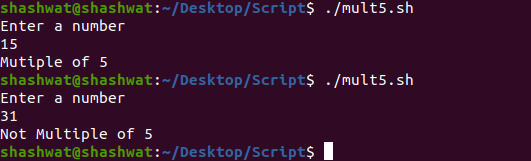 shashwat@shashwat:~/Desktop/Script$ ./mult5.sh
Enter a number
15
Mutiple of 5
shashwat@shashwat:~/Desktop/Script$ ./mult5.sh
Enter a number
31
Not Multiple of 5
shashwat@shashwat:~/Desktop/Script$